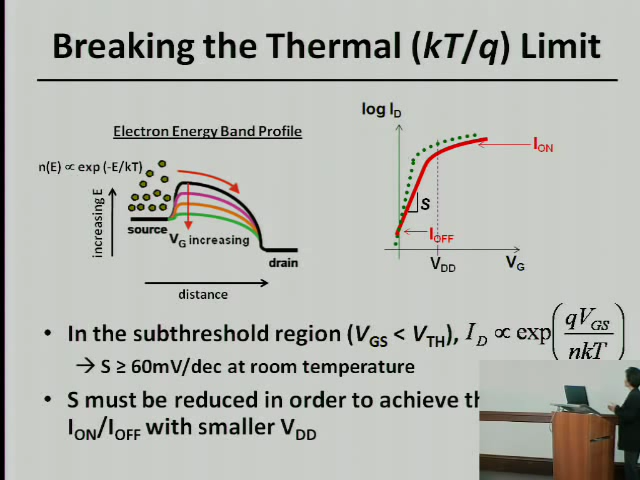 Breaking the Thermal (kT/q) Limit
Electron Energy Band Profile
n(E) ∝ exp (-E/kT)
increasing E
source
V_G increasing
drain
distance
log I_D
I_ON
S
I_OFF
V_DD
V_G
• In the subthreshold region (V_GS < V_TH), I_D ∝ exp(qV_GS/nkT)
→ S ≥ 60mV/dec at room temperature
• S must be reduced in order to achieve
I_ON/I_OFF with smaller V_DD